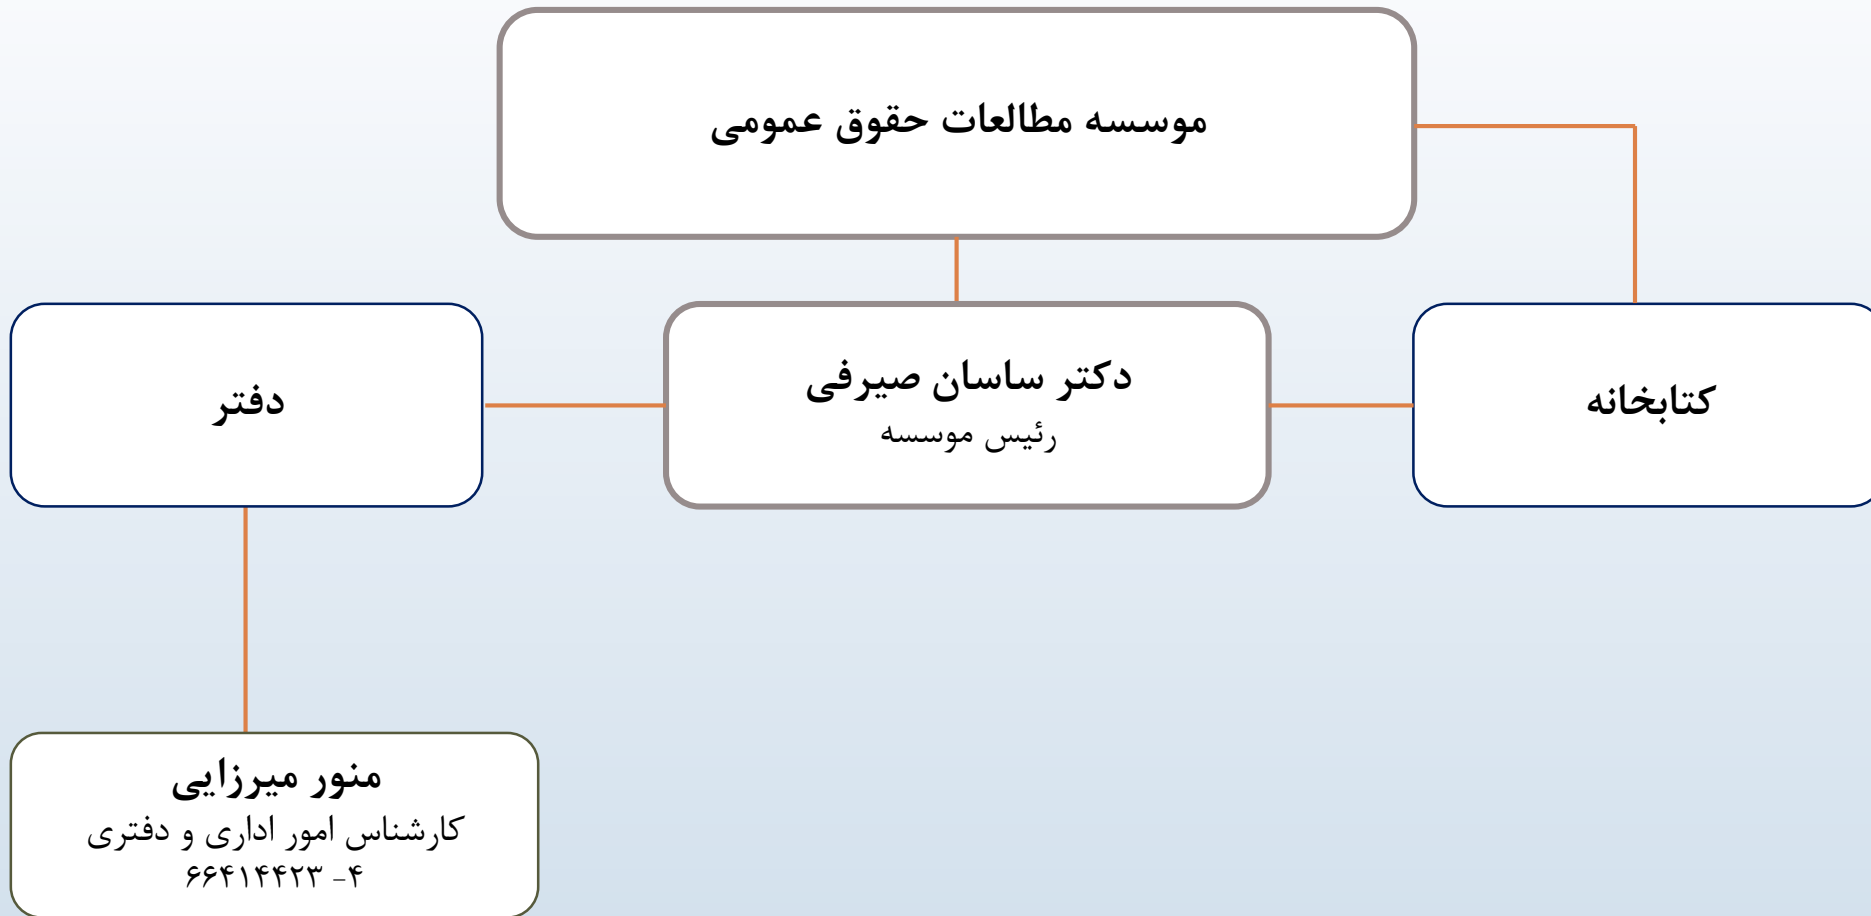 موسسه مطالعات حقوق عمومی
کتابخانه
دکتر ساسان صیرفی
رئیس موسسه
دفتر
منور میرزایی
کارشناس امور اداری و دفتری
۶۶۴۱۴۴۲۳ -۴